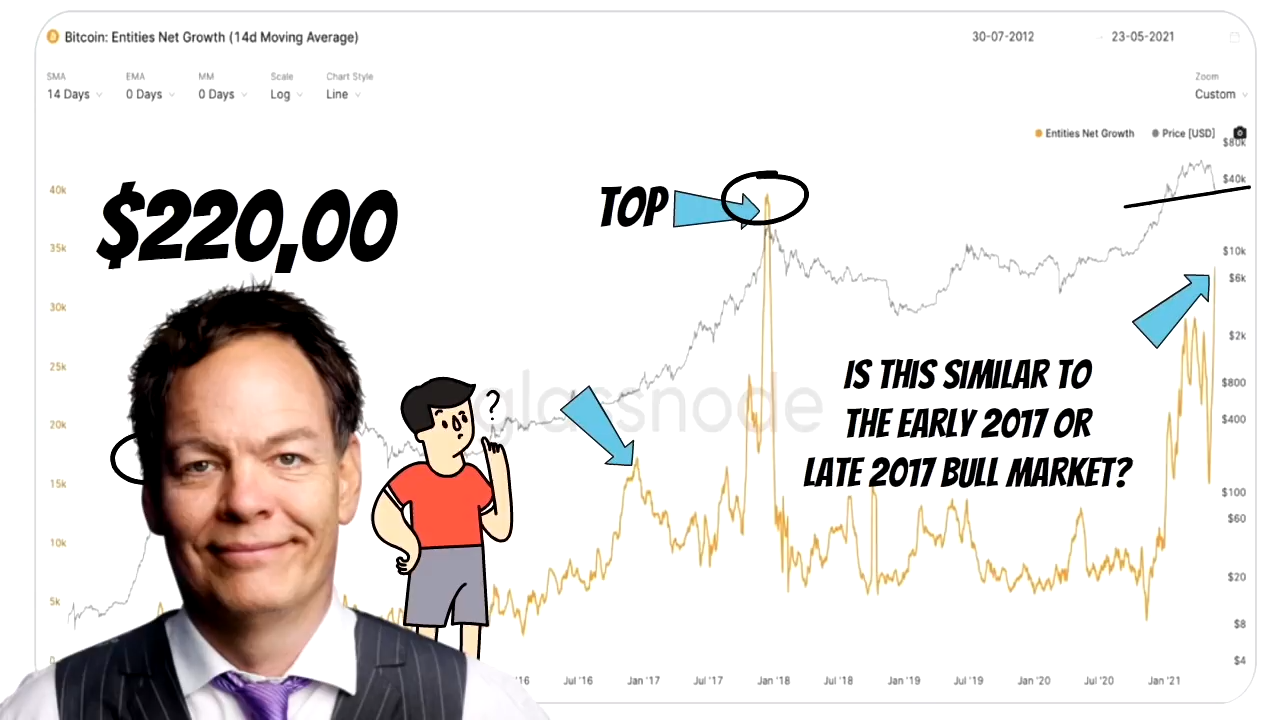 Bitcoin: Entities Net Growth (14d Moving Average)
30-07-2012 → 23-05-2021
SMA EMA MM Scale Chart Style Zoom
14 Days 0 Days 0 Days Log Line Custom
Entities Net Growth Price [USD]
$80k
40k
$40k
$220,00
TOP
35k
$10k
30k
$6k
$2k
25k
IS THIS SIMILAR TO
$800
?
glassnode
THE EARLY 2017 OR
20k
$400
LATE 2017 BULL MARKET?
15k
$100
$60
10k
$20
5k
$8
0
$4
'16 Jul '16 Jan '17 Jul '17 Jan '18 Jul '18 Jan '19 Jul '19 Jan '20 Jul '20 Jan '21